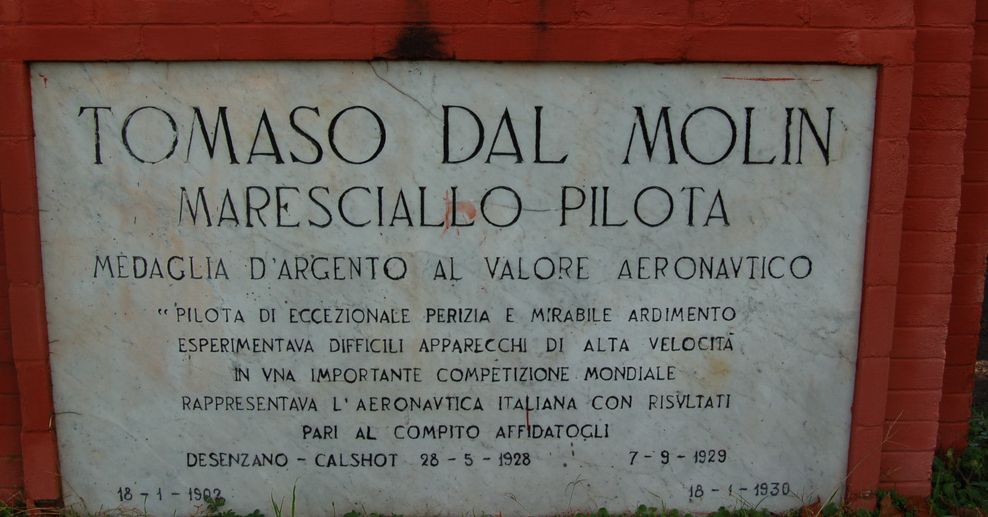 TOMASO DAL MOLIN
MARESCIALLO PILOTA
MEDAGLIA D'ARGENTO AL VALORE AERONAVTICO
"PILOTA DI ECCEZIONALE PERIZIA E MIRABILE ARDIMENTO
ESPERIMENTAVA DIFFICILI APPARECCHI DI ALTA VELOCITÀ
IN VNA IMPORTANTE COMPETIZIONE MONDIALE
RAPPRESENTAVA L'AERONAVTICA ITALIANA CON RISVLTATI
PARI AL COMPITO AFFIDATOGLI
DESENZANO - CALSHOT 28 - 5 - 1928 7 - 9 - 1929
18 - 1 - 1902 18 - 1 - 1930